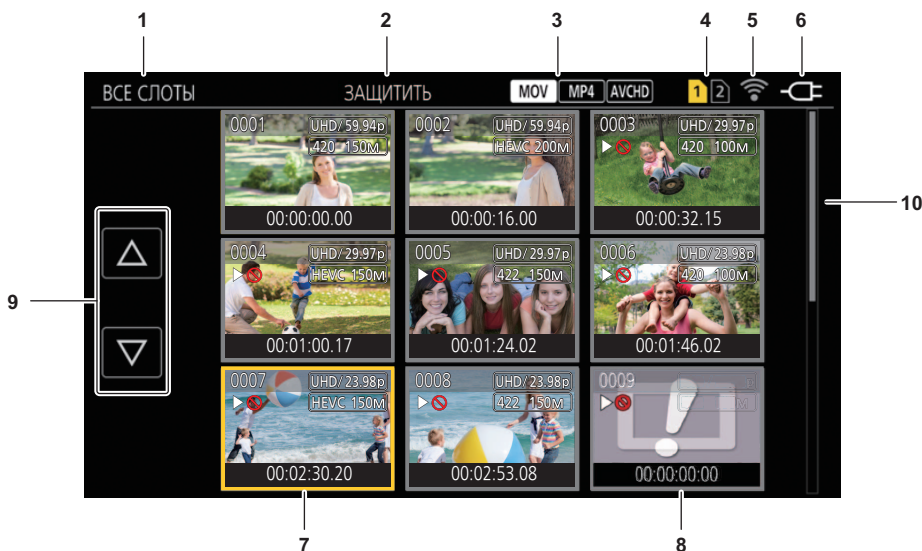 1 2 3 4 5 6
ВСЕ СЛОТЫ ЗАЩИТИТЬ MOV MP4 AVCHD 1 2
0001 UHD/59.94p
420 150M
00:00:00.00
0002 UHD/59.94p
HEVC 200M
00:00:16.00
0003 UHD/29.97p
420 100M
00:00:32.15
10
9
0004 UHD/29.97p
HEVC 150M
00:01:00.17
0005 UHD/29.97p
422 150M
00:01:24.02
0006 UHD/23.98p
420 100M
00:01:46.02
0007 UHD/23.98p
HEVC 150M
00:02:30.20
0008 UHD/23.98p
422 150M
00:02:53.08
0009 p
M
00:00:00:00
7 8